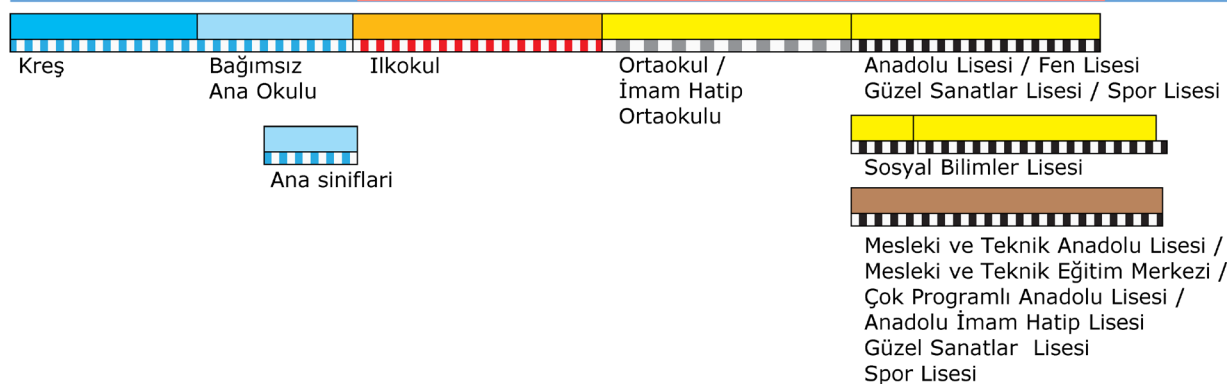 Kreş
Bağımsız
Ana Okulu
Ilkokul
Ortaokul /
İmam Hatip
Ortaokulu
Anadolu Lisesi / Fen Lisesi
Güzel Sanatlar Lisesi / Spor Lisesi
Ana siniflari
Sosyal Bilimler Lisesi
Mesleki ve Teknik Anadolu Lisesi /
Mesleki ve Teknik Eğitim Merkezi /
Çok Programlı Anadolu Lisesi /
Anadolu İmam Hatip Lisesi
Güzel Sanatlar Lisesi
Spor Lisesi